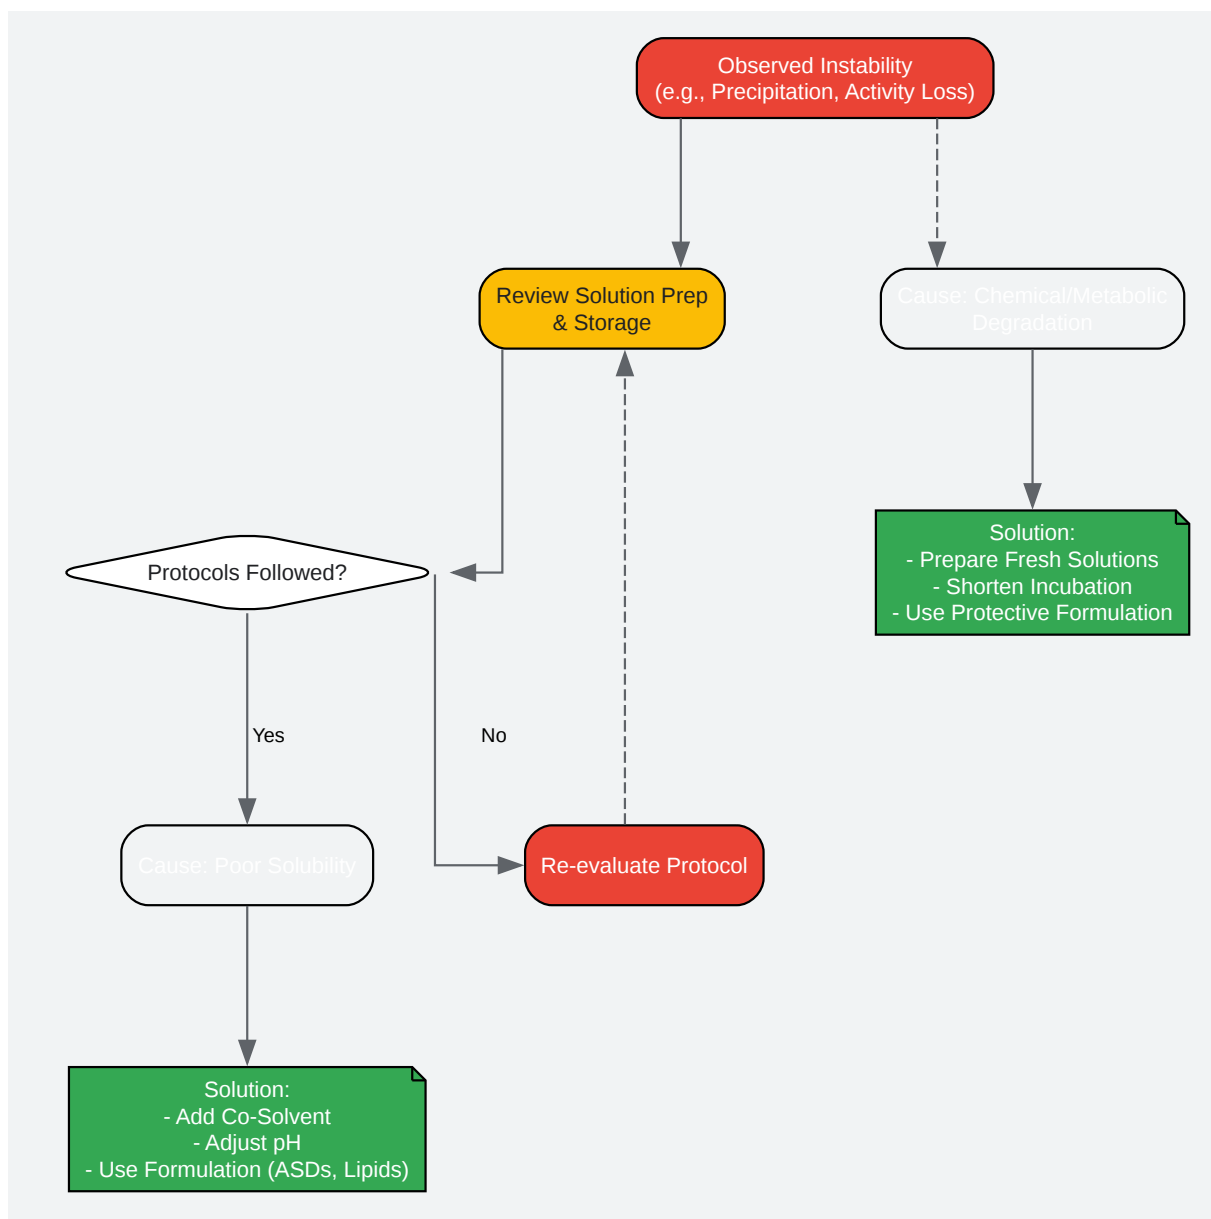 Observed Instability
(e.g., Precipitation, Activity Loss)
Review Solution Prep
& Storage
Cause: Chemical/Metabolic
Degradation
Protocols Followed?
Solution:
- Prepare Fresh Solutions
- Shorten Incubation
- Use Protective Formulation
Yes
No
Cause: Poor Solubility
Re-evaluate Protocol
Solution:
- Add Co-Solvent
- Adjust pH
- Use Formulation (ASDs, Lipids)